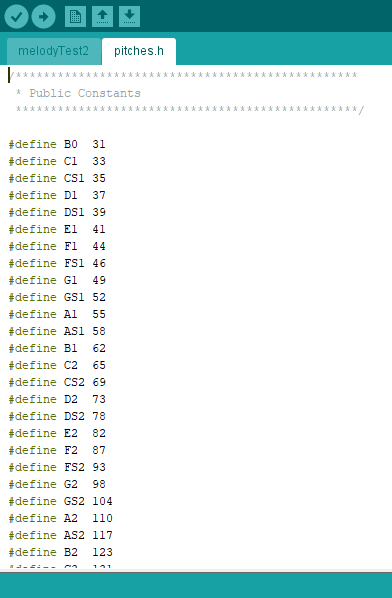 melodyTest2 pitches.h
/************************************************
 * Public Constants
 ************************************************/
#define B0 31
#define C1 33
#define CS1 35
#define D1 37
#define DS1 39
#define E1 41
#define F1 44
#define FS1 46
#define G1 49
#define GS1 52
#define A1 55
#define AS1 58
#define B1 62
#define C2 65
#define CS2 69
#define D2 73
#define DS2 78
#define E2 82
#define F2 87
#define FS2 93
#define G2 98
#define GS2 104
#define A2 110
#define AS2 117
#define B2 123
#define C3 131